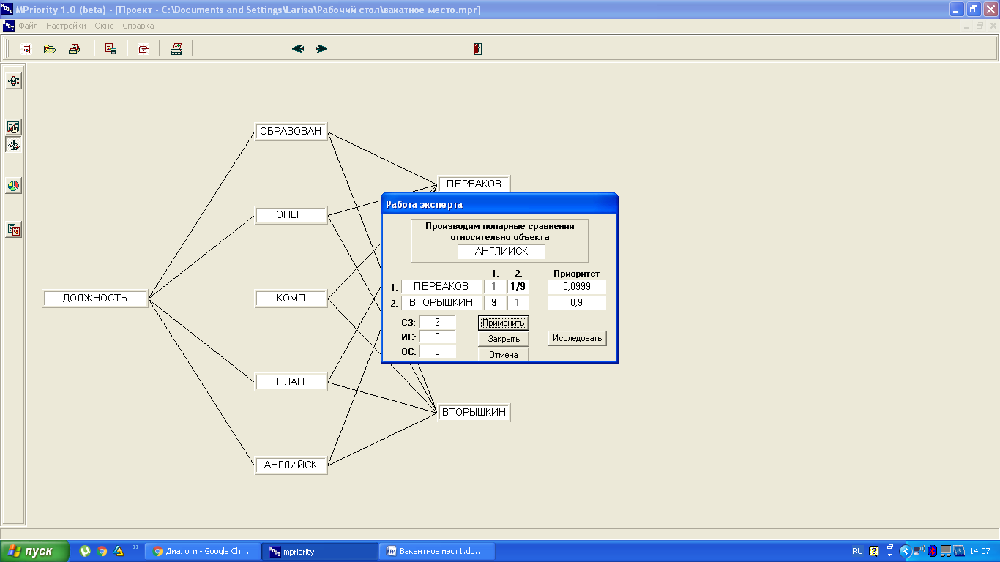 MPriority 1.0 (beta) - [Проект - C:\Documents and Settings\Larisa\Рабочий стол\вакатное место.mpr]
Файл Настройки Окно Справка
ОБРАЗОВАН
ПЕРВАКОВ
ОПЫТ
ДОЛЖНОСТЬ
КОМП
ПЛАН
ВТОРЫШКИН
АНГЛИЙСК
Работа эксперта
Производим попарные сравнения
относительно объекта
АНГЛИЙСК
1. 2. Приоритет
1. ПЕРВАКОВ 1 1/9 0,0999
2. ВТОРЫШКИН 9 1 0,9
СЗ: 2 Применить
ИС: 0 Закрыть Исследовать
ОС: 0 Отмена
пуск Диалоги - Google Ch... mpriority Вакантное мест1.do... RU 14:07